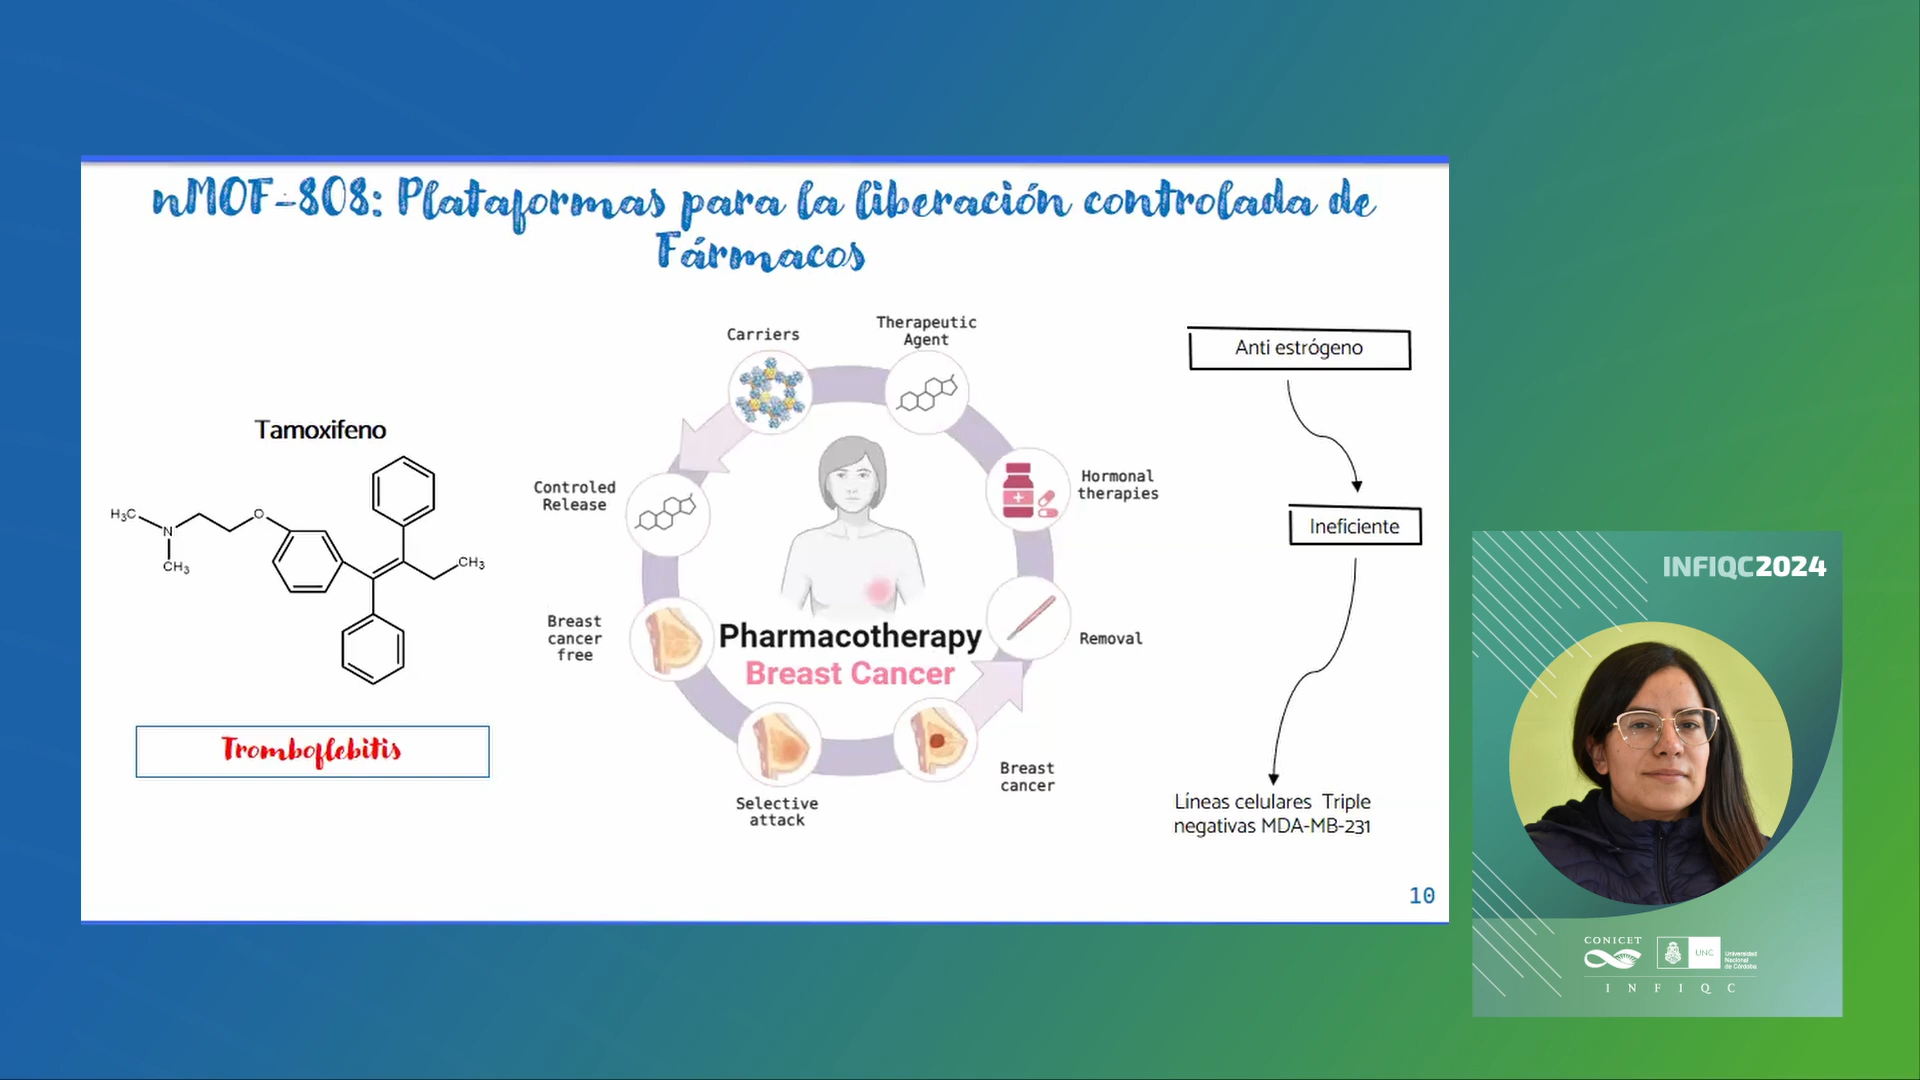 nMOF-808: Plataformas para la liberación controlada de
Fármacos
Tamoxifeno
H₃C
N
CH₃
O
CH₃
Tromboflebitis
Carriers
Therapeutic
Agent
Hormonal
therapies
Removal
Breast
cancer
Selective
attack
Breast
cancer
free
Controled
Release
Pharmacotherapy
Breast Cancer
Anti estrógeno
Ineficiente
Líneas celulares Triple
negativas MDA-MB-231
10
INFIQC2024
CONICET
UNC
Universidad
Nacional
de Córdoba
INFIQC